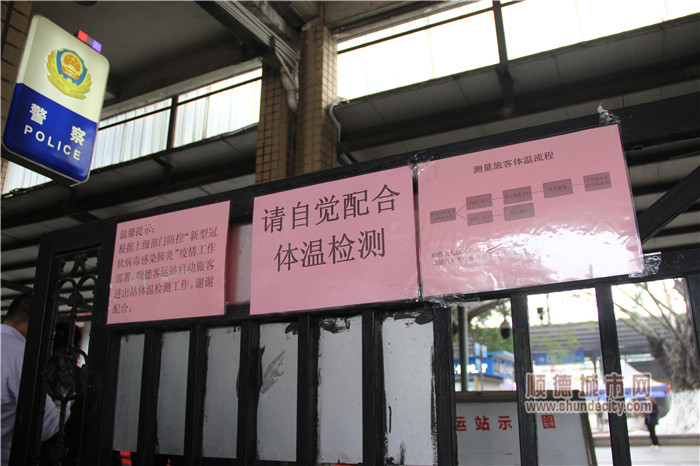 警察
POLICE
温馨提示：
根据上级部门防控“新型冠
状病毒感染肺炎”疫情工作
部署，顺德客运站启动旅客
进出站体温检测工作。谢谢
配合。
请自觉配合
体温检测
测量旅客体温流程
运站示
图
顺德城市网
www.shundecity.com